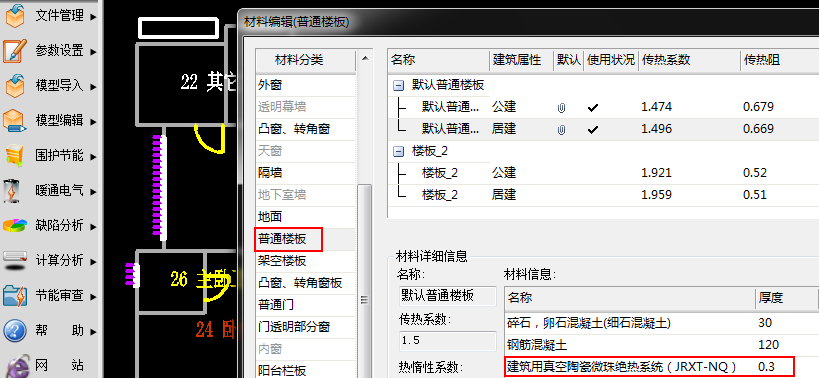 文件管理
参数设置
模型导入
模型编辑
围护节能
暖通电气
缺陷分析
计算分析
节能审查
帮 助
网 站
22 其它
26 主卧
24 卧
材料编辑(普通楼板)
材料分类
外窗
透明幕墙
凸窗、转角窗
天窗
隔墙
地下室墙
地面
普通楼板
架空楼板
凸窗、转角窗板
普通门
门透明部分窗
内窗
阳台栏板
名称 建筑属性 默认 使用状况 传热系数 传热阻
默认普通楼板
默认普通... 公建 1.474 0.679
默认普通... 居建 1.496 0.669
楼板_2
楼板_2 公建 1.921 0.52
楼板_2 居建 1.959 0.51
材料详细信息
名称:
默认普通楼板
传热系数:
1.5
热惰性系数:
材料信息:
名称 厚度
碎石，卵石混凝土(细石混凝土) 30
钢筋混凝土 120
建筑用真空陶瓷微珠绝热系统（JRXT-NQ） 0.3